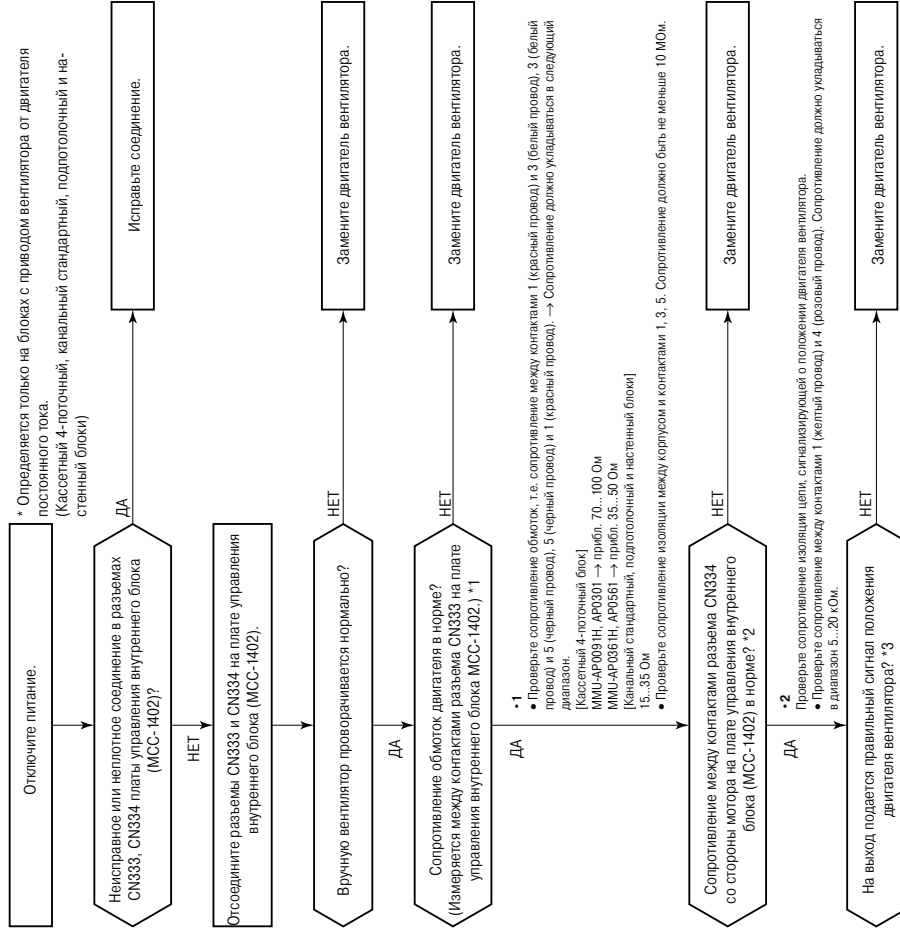 Отключите питание.
* Определяется только на блоках с приводом вентилятора от двигателя
постоянного тока.
(Кассетный 4-поточный, канальный стандартный, подпотолочный и на-
стенный блоки)
Неисправное или неплотное соединение в разъемах
CN333, CN334 платы управления внутреннего блока
(MCC-1402)?
ДА
Исправьте соединение.
НЕТ
Отсоедините разъемы CN333 и CN334 на плате управления
внутреннего блока (MCC-1402).
Вручную вентилятор проворачивается нормально?
НЕТ
Замените двигатель вентилятора.
ДА
Сопротивление обмоток двигателя в норме?
(Измеряется между контактами разъема CN333 на плате
управления внутреннего блока MCC-1402.) *1
НЕТ
Замените двигатель вентилятора.
ДА
*1
• Проверьте сопротивление обмоток, т.е. сопротивление между контактами 1 (красный провод) и 3 (белый
провод), 3 (белый
провод) и 5 (черный провод), 5 (черный провод) и 1 (красный провод). → Сопротивление должно укладываться в следующий
диапазон.
[Кассетный 4-поточный блок]
MMU-AP0091H, AP0301 → прибл. 70...100 Ом
MMU-AP0361H, AP0561 → прибл. 35...50 Ом
[Канальный стандартный, подпотолочный и настенный блоки]
15...35 Ом
• Проверьте сопротивление изоляции между корпусом и контактами 1, 3, 5. Сопротивление должно быть не меньше 10 МОм.
Сопротивление между контактами разъема CN334
со стороны мотора на плате управления внутреннего
блока (MCC-1402) в норме? *2
НЕТ
Замените двигатель вентилятора.
ДА
*2
Проверьте сопротивление изоляции цепи, сигнализирующей о положении двигателя вентилятора.
• Проверьте сопротивление между контактами 1 (желтый провод) и 4 (розовый провод). Сопротивление должно укладываться
в диапазон 5...20 кОм.
На выход подается правильный сигнал положения
двигателя вентилятора? *3
НЕТ
Замените двигатель вентилятора.